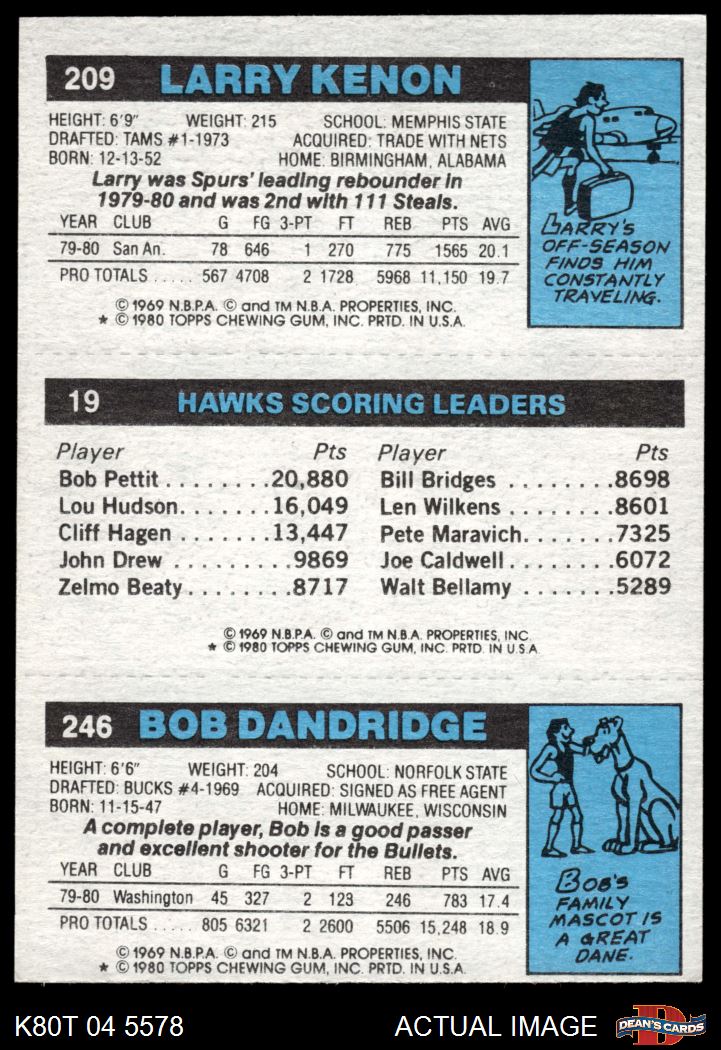 209 LARRY KENON
HEIGHT: 6'9" WEIGHT: 215 SCHOOL: MEMPHIS STATE
DRAFTED: TAMS #1-1973 ACQUIRED: TRADE WITH NETS
BORN: 12-13-52 HOME: BIRMINGHAM, ALABAMA
Larry was Spurs' leading rebounder in
1979-80 and was 2nd with 111 Steals.
YEAR CLUB G FG 3-PT FT REB PTS AVG
79-80 San An. 78 646 1 270 775 1565 20.1
PRO TOTALS ..... 567 4708 2 1728 5968 11,150 19.7
© 1969 N.B.P.A. © and TM N.B.A. PROPERTIES, INC.
★ © 1980 TOPPS CHEWING GUM, INC. PRTD. IN U.S.A.
LARRY'S
OFF-SEASON
FINDS HIM
CONSTANTLY
TRAVELING.
19 HAWKS SCORING LEADERS
Player Pts Player Pts
Bob Pettit ........20,880 Bill Bridges ........8698
Lou Hudson.......16,049 Len Wilkens ........8601
Cliff Hagen .......13,447 Pete Maravich.......7325
John Drew .........9869 Joe Caldwell........6072
Zelmo Beaty........8717 Walt Bellamy .......5289
© 1969 N.B.P.A. © and TM N.B.A. PROPERTIES, INC.
★ © 1980 TOPPS CHEWING GUM, INC. PRTD. IN U.S.A.
246 BOB DANDRIDGE
HEIGHT: 6'6" WEIGHT: 204 SCHOOL: NORFOLK STATE
DRAFTED: BUCKS #4-1969 ACQUIRED: SIGNED AS FREE AGENT
BORN: 11-15-47 HOME: MILWAUKEE, WISCONSIN
A complete player, Bob is a good passer
and excellent shooter for the Bullets.
YEAR CLUB G FG 3-PT FT REB PTS AVG
79-80 Washington 45 327 2 123 246 783 17.4
PRO TOTALS ..... 805 6321 2 2600 5506 15,248 18.9
© 1969 N.B.P.A. © and TM N.B.A. PROPERTIES, INC.
★ © 1980 TOPPS CHEWING GUM, INC. PRTD. IN U.S.A.
BOB'S
FAMILY
MASCOT IS
A GREAT
DANE.
K80T 04 5578 ACTUAL IMAGE D DEAN'S CARDS